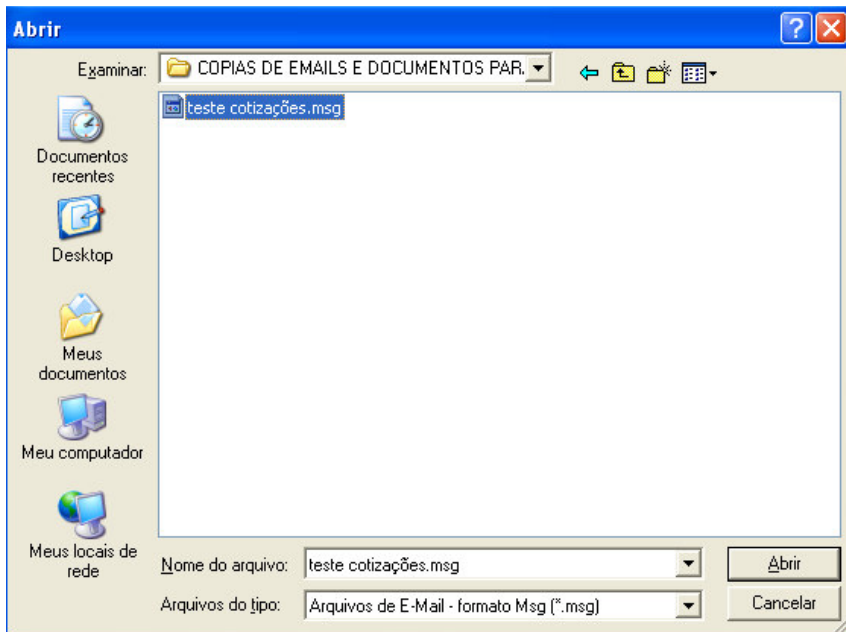 Abrir
Examinar: COPIAS DE EMAILS E DOCUMENTOS PAR.
teste cotizações.msg
Documentos
recentes
Desktop
Meus
documentos
Meu computador
Meus locais de
rede
Nome do arquivo: teste cotizações.msg Abrir
Arquivos do tipo: Arquivos de E-Mail - formato Msg (*.msg) Cancelar